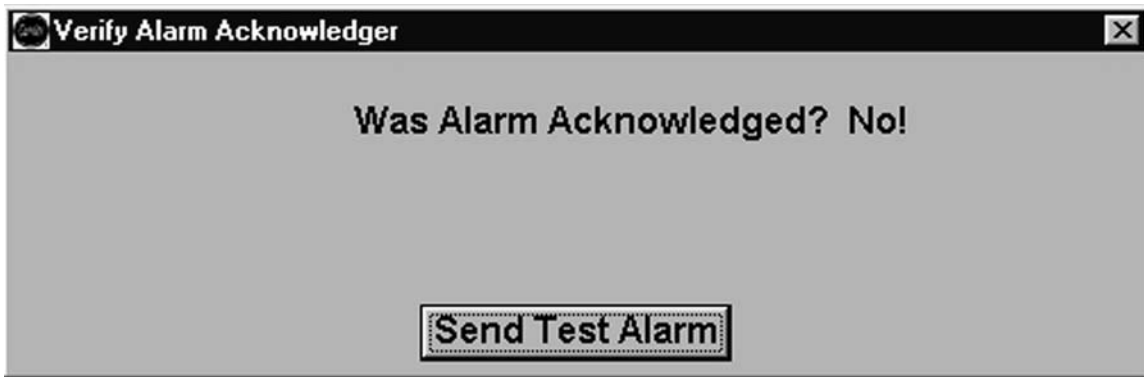 Verify Alarm Acknowledger
Was Alarm Acknowledged? No!
Send Test Alarm